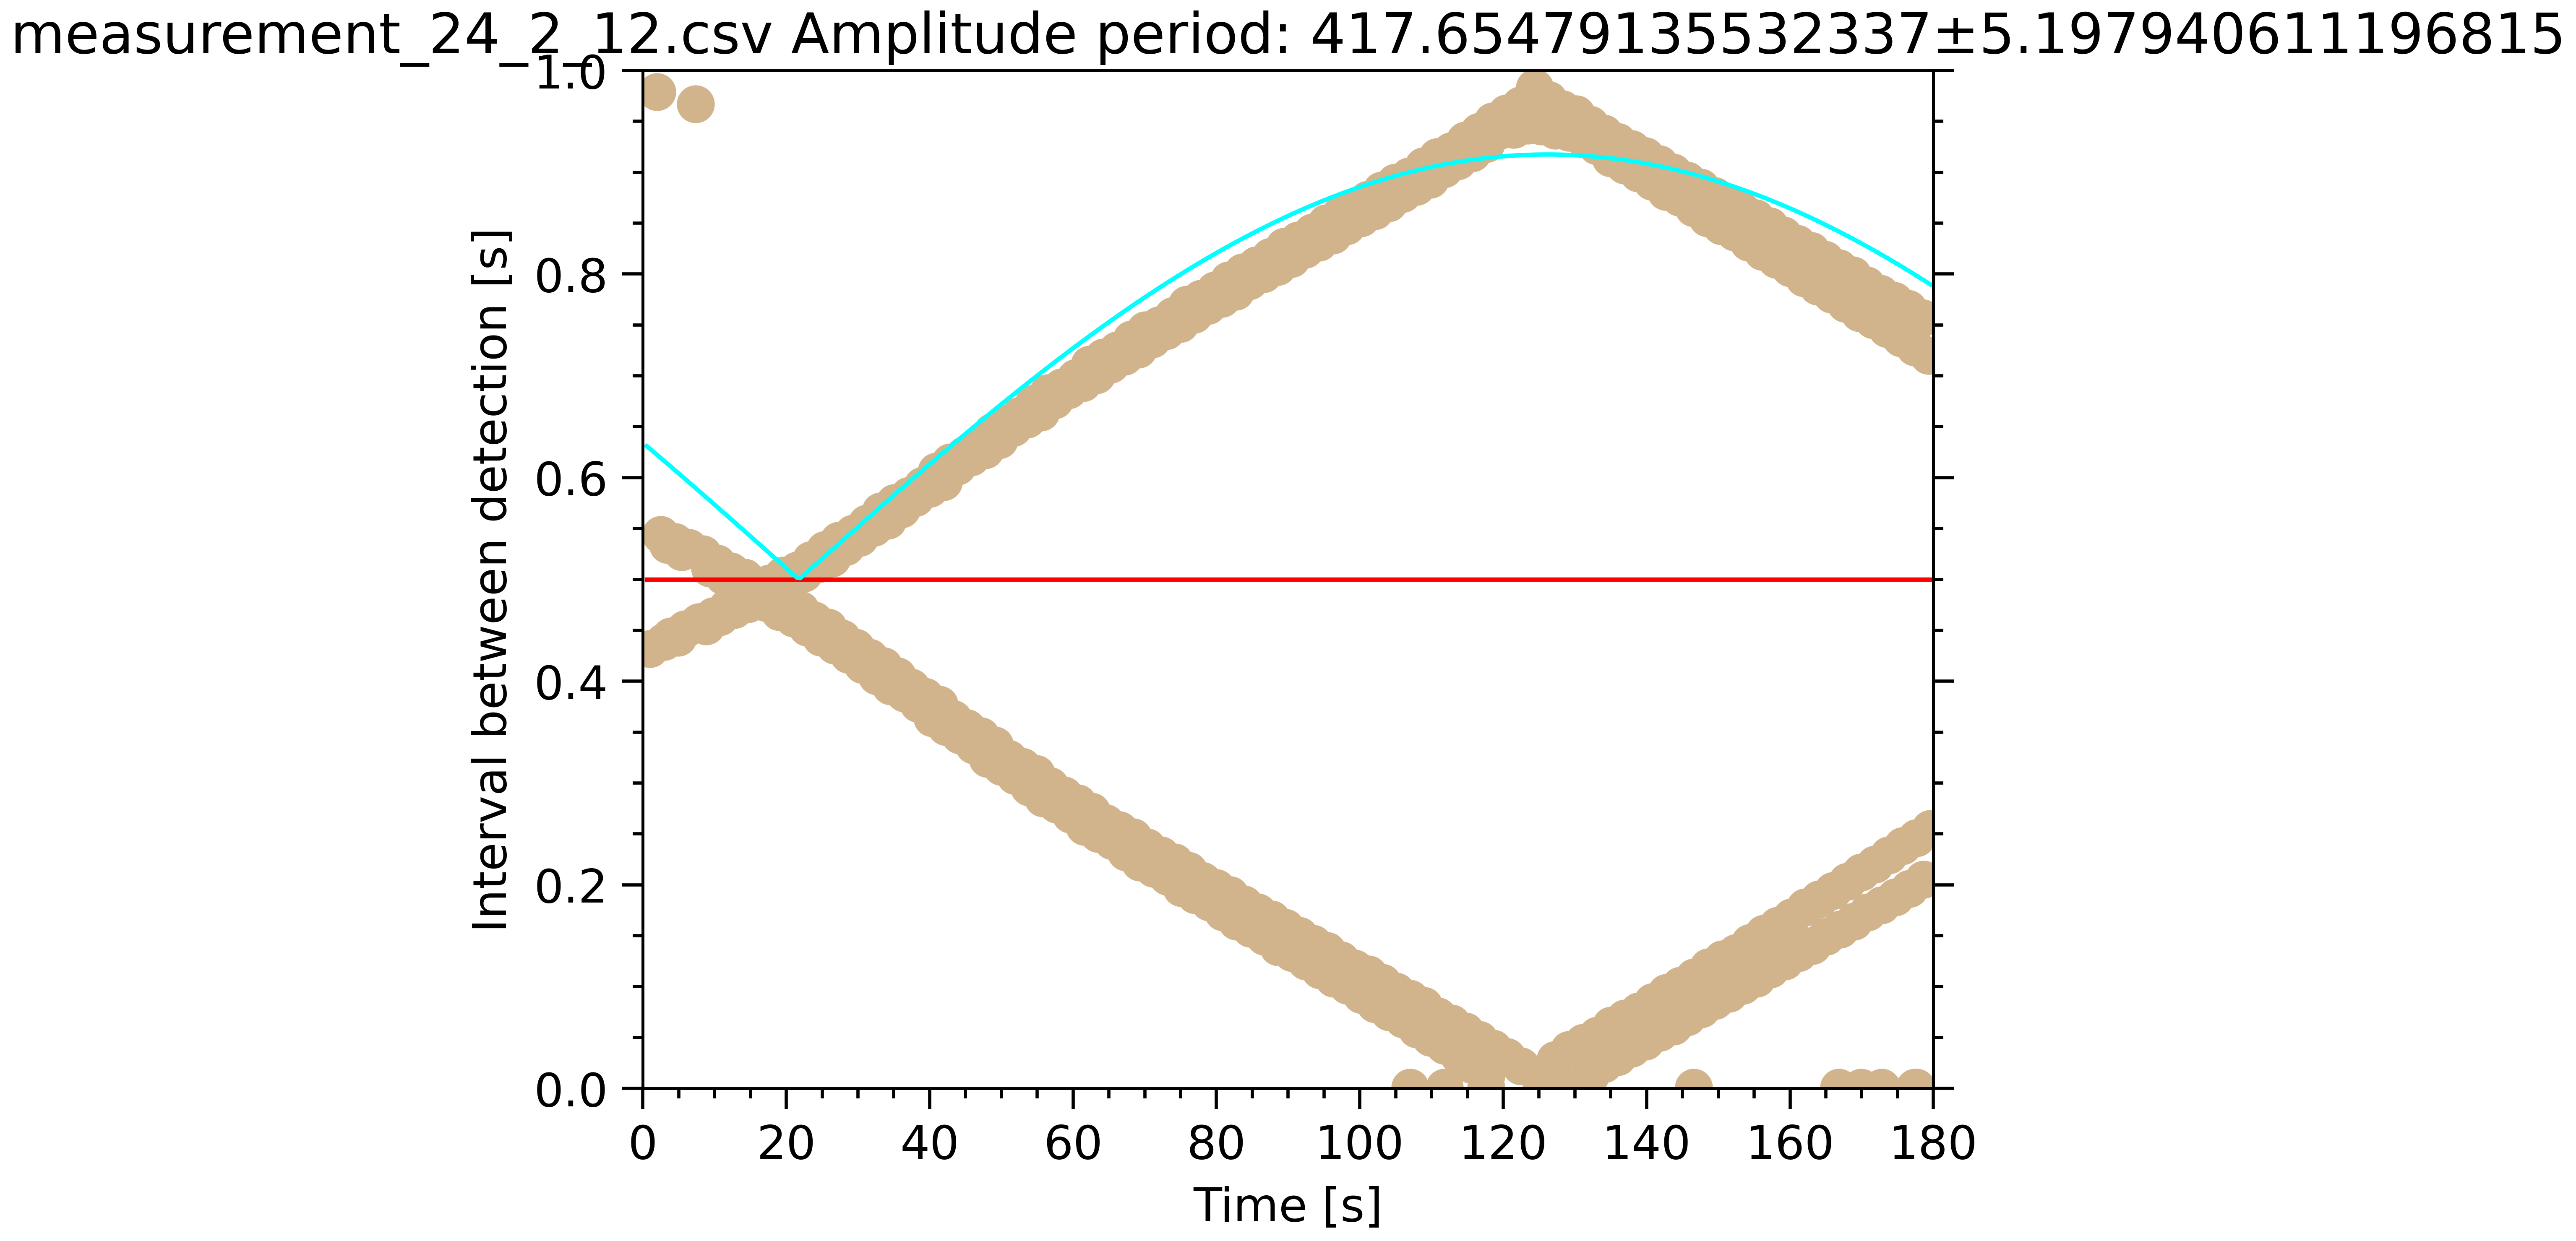 measurement_24_2_12.csv Amplitude period: 417.65479135532337±5.197940611196815
1.0
0.8
0.6
0.4
0.2
0.0
Interval between detection [s]
0 20 40 60 80 100 120 140 160 180
Time [s]